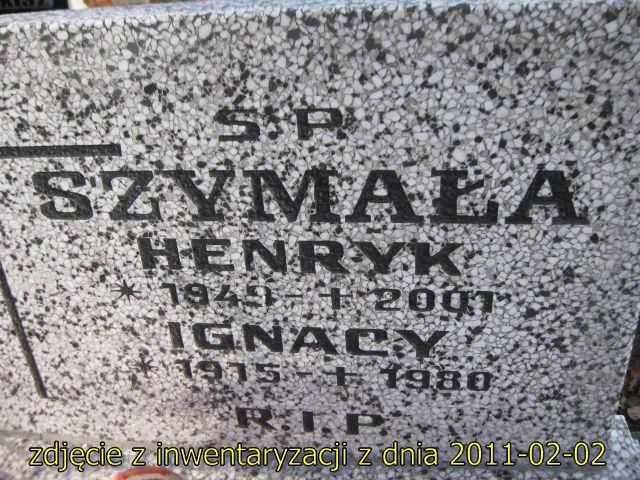 Ś.P.
SZYMAŁA
HENRYK
* 1949 - + 2001
IGNACY
* 1915 - + 1980
R.I.P.
zdjęcie z inwentaryzacji z dnia 2011-02-02